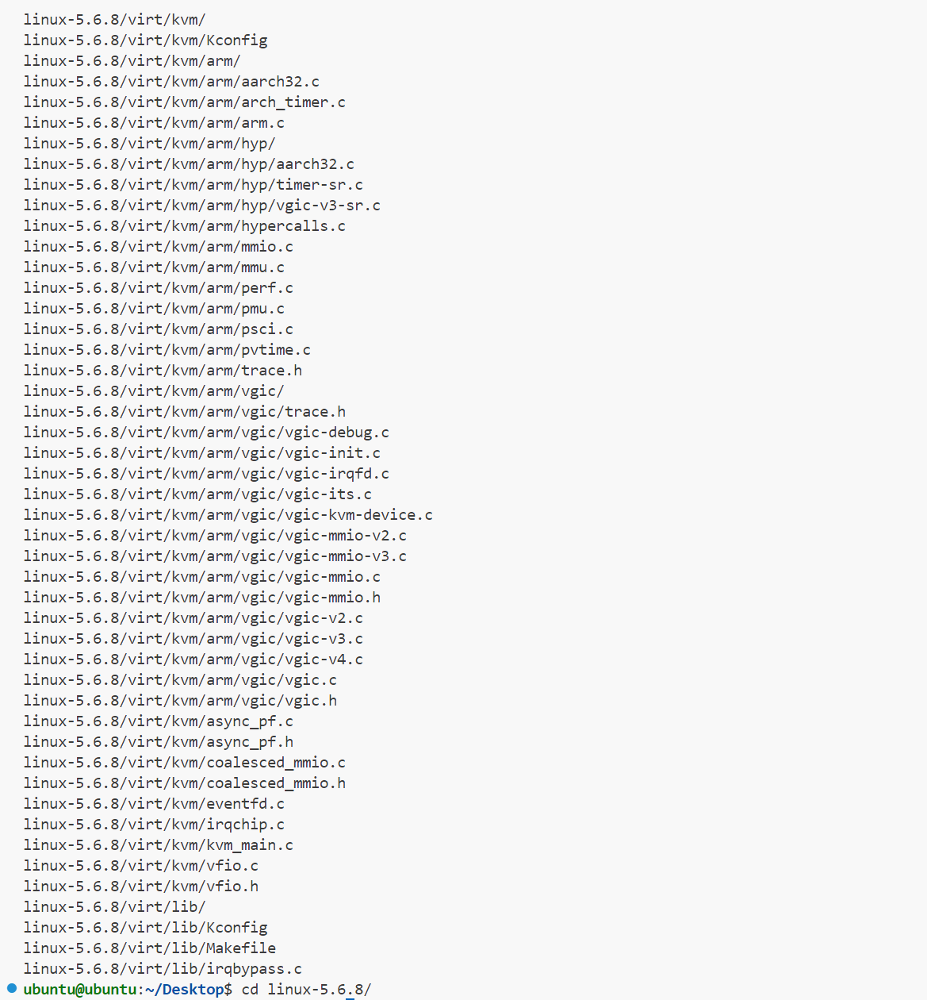 linux-5.6.8/virt/kvm/
linux-5.6.8/virt/kvm/Kconfig
linux-5.6.8/virt/kvm/arm/
linux-5.6.8/virt/kvm/arm/aarch32.c
linux-5.6.8/virt/kvm/arm/arch_timer.c
linux-5.6.8/virt/kvm/arm/arm.c
linux-5.6.8/virt/kvm/arm/hyp/
linux-5.6.8/virt/kvm/arm/hyp/aarch32.c
linux-5.6.8/virt/kvm/arm/hyp/timer-sr.c
linux-5.6.8/virt/kvm/arm/hyp/vgic-v3-sr.c
linux-5.6.8/virt/kvm/arm/hypercalls.c
linux-5.6.8/virt/kvm/arm/mmio.c
linux-5.6.8/virt/kvm/arm/mmu.c
linux-5.6.8/virt/kvm/arm/perf.c
linux-5.6.8/virt/kvm/arm/pmu.c
linux-5.6.8/virt/kvm/arm/psci.c
linux-5.6.8/virt/kvm/arm/pvtime.c
linux-5.6.8/virt/kvm/arm/trace.h
linux-5.6.8/virt/kvm/arm/vgic/
linux-5.6.8/virt/kvm/arm/vgic/trace.h
linux-5.6.8/virt/kvm/arm/vgic/vgic-debug.c
linux-5.6.8/virt/kvm/arm/vgic/vgic-init.c
linux-5.6.8/virt/kvm/arm/vgic/vgic-irqfd.c
linux-5.6.8/virt/kvm/arm/vgic/vgic-its.c
linux-5.6.8/virt/kvm/arm/vgic/vgic-kvm-device.c
linux-5.6.8/virt/kvm/arm/vgic/vgic-mmio-v2.c
linux-5.6.8/virt/kvm/arm/vgic/vgic-mmio-v3.c
linux-5.6.8/virt/kvm/arm/vgic/vgic-mmio.c
linux-5.6.8/virt/kvm/arm/vgic/vgic-mmio.h
linux-5.6.8/virt/kvm/arm/vgic/vgic-v2.c
linux-5.6.8/virt/kvm/arm/vgic/vgic-v3.c
linux-5.6.8/virt/kvm/arm/vgic/vgic-v4.c
linux-5.6.8/virt/kvm/arm/vgic/vgic.c
linux-5.6.8/virt/kvm/arm/vgic/vgic.h
linux-5.6.8/virt/kvm/async_pf.c
linux-5.6.8/virt/kvm/async_pf.h
linux-5.6.8/virt/kvm/coalesced_mmio.c
linux-5.6.8/virt/kvm/coalesced_mmio.h
linux-5.6.8/virt/kvm/eventfd.c
linux-5.6.8/virt/kvm/irqchip.c
linux-5.6.8/virt/kvm/kvm_main.c
linux-5.6.8/virt/kvm/vfio.c
linux-5.6.8/virt/kvm/vfio.h
linux-5.6.8/virt/lib/
linux-5.6.8/virt/lib/Kconfig
linux-5.6.8/virt/lib/Makefile
linux-5.6.8/virt/lib/irqbypass.c
ubuntu@ubuntu:~/Desktop$ cd linux-5.6.8/